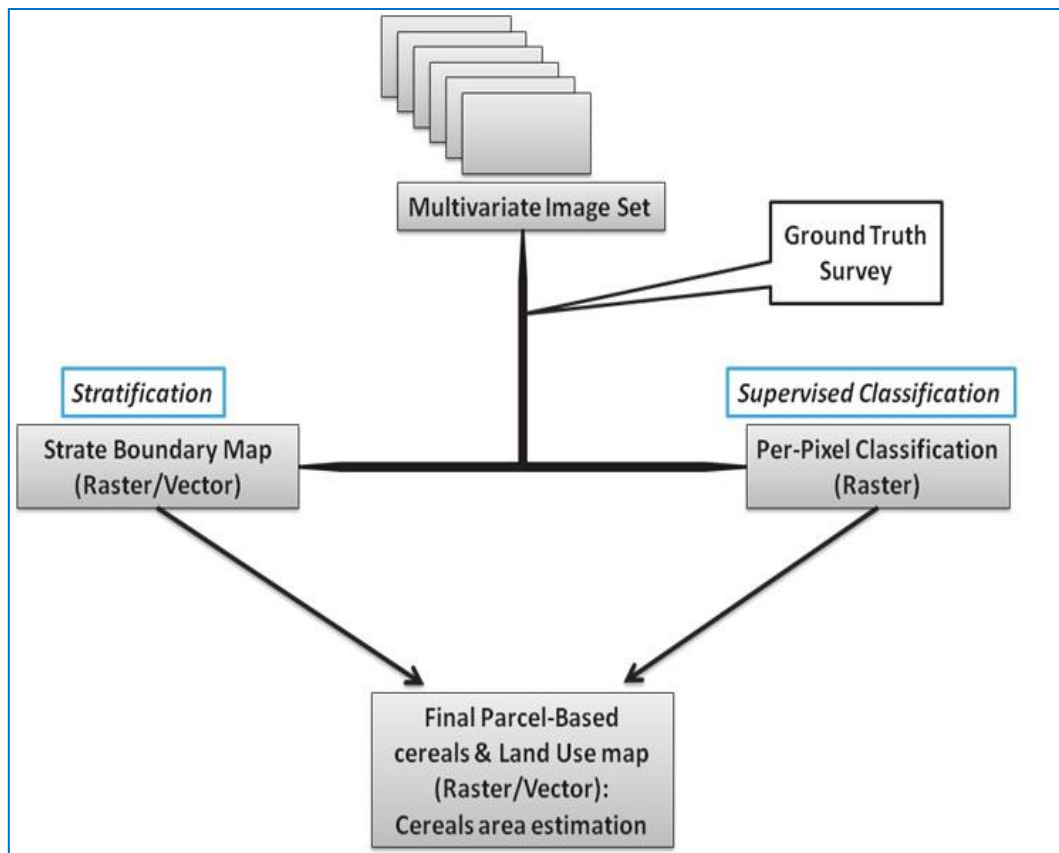 Multivariate Image Set
Ground Truth
Survey
Stratification
Supervised Classification
Strate Boundary Map
(Raster/Vector)
Per-Pixel Classification
(Raster)
Final Parcel-Based
cereals & Land Use map
(Raster/Vector):
Cereals area estimation